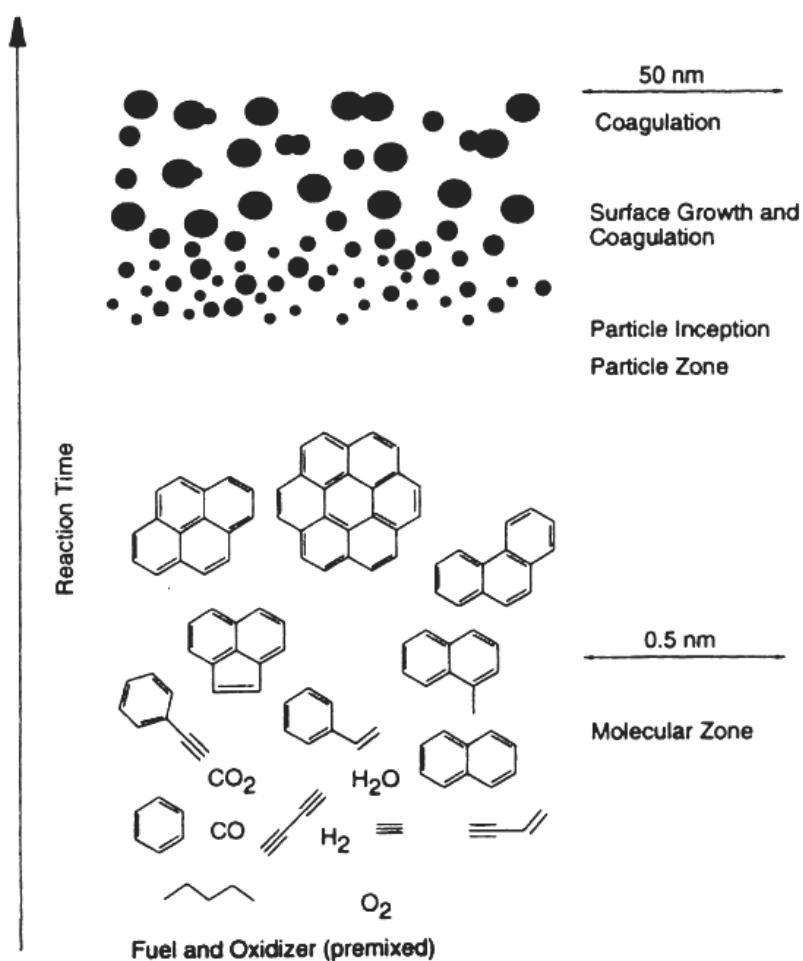 50 nm
Coagulation
Surface Growth and
Coagulation
Particle Inception
Particle Zone
Reaction Time
0.5 nm
Molecular Zone
CO₂
H₂O
CO
H₂
O₂
Fuel and Oxidizer (premixed)